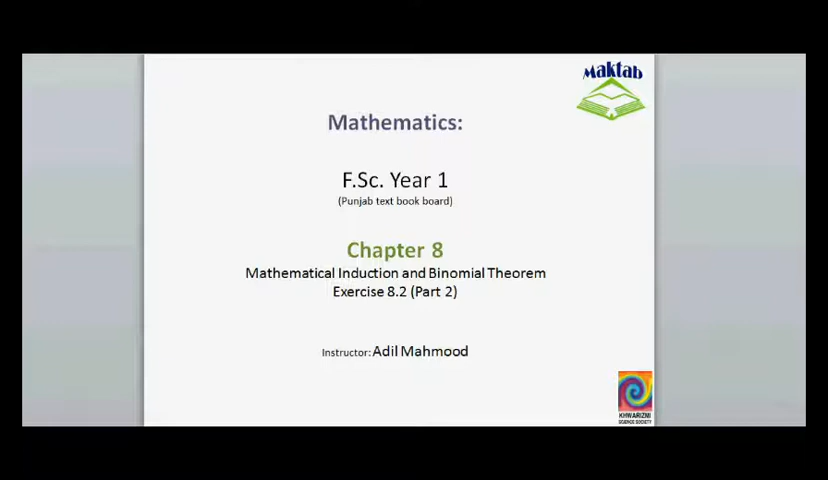 Maktab
Mathematics:
F.Sc. Year 1
(Punjab text book board)
Chapter 8
Mathematical Induction and Binomial Theorem
Exercise 8.2 (Part 2)
Instructor: Adil Mahmood
KHWARIZMI
SCIENCE SOCIETY